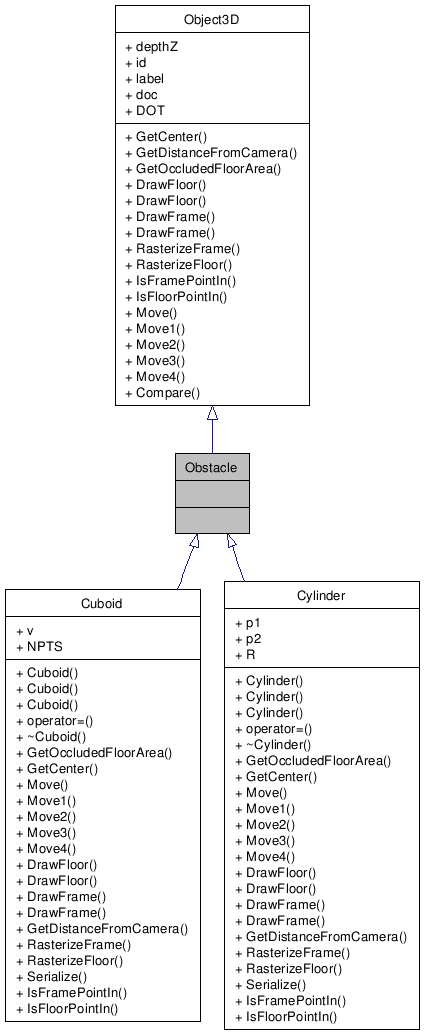 Object3D
+ depthZ
+ id
+ label
+ doc
+ DOT
+ GetCenter()
+ GetDistanceFromCamera()
+ GetOccludedFloorArea()
+ DrawFloor()
+ DrawFloor()
+ DrawFrame()
+ DrawFrame()
+ RasterizeFrame()
+ RasterizeFloor()
+ IsFramePointIn()
+ IsFloorPointIn()
+ Move()
+ Move1()
+ Move2()
+ Move3()
+ Move4()
+ Compare()
Obstacle
Cuboid
+ v
+ NPTS
+ Cuboid()
+ Cuboid()
+ Cuboid()
+ operator=()
+ ~Cuboid()
+ GetOccludedFloorArea()
+ GetCenter()
+ Move()
+ Move1()
+ Move2()
+ Move3()
+ Move4()
+ DrawFloor()
+ DrawFloor()
+ DrawFrame()
+ DrawFrame()
+ GetDistanceFromCamera()
+ RasterizeFrame()
+ RasterizeFloor()
+ Serialize()
+ IsFramePointIn()
+ IsFloorPointIn()
Cylinder
+ p1
+ p2
+ R
+ Cylinder()
+ Cylinder()
+ Cylinder()
+ operator=()
+ ~Cylinder()
+ GetOccludedFloorArea()
+ GetCenter()
+ Move()
+ Move1()
+ Move2()
+ Move3()
+ Move4()
+ DrawFloor()
+ DrawFloor()
+ DrawFrame()
+ DrawFrame()
+ GetDistanceFromCamera()
+ RasterizeFrame()
+ RasterizeFloor()
+ Serialize()
+ IsFramePointIn()
+ IsFloorPointIn()